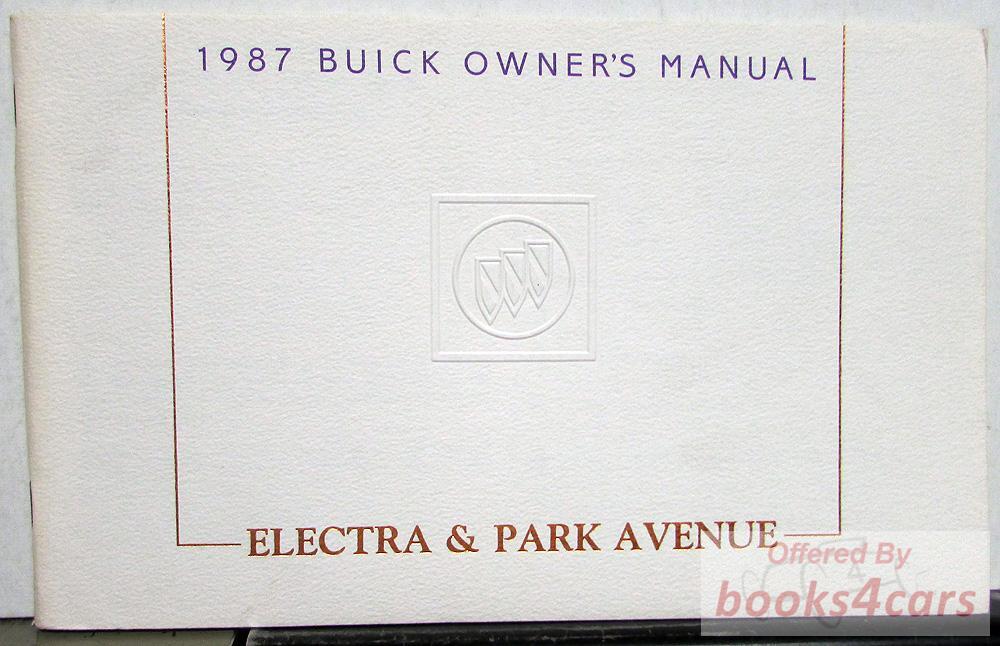 1987 BUICK OWNER'S MANUAL
ELECTRA & PARK AVENUE
Offered By
books4cars